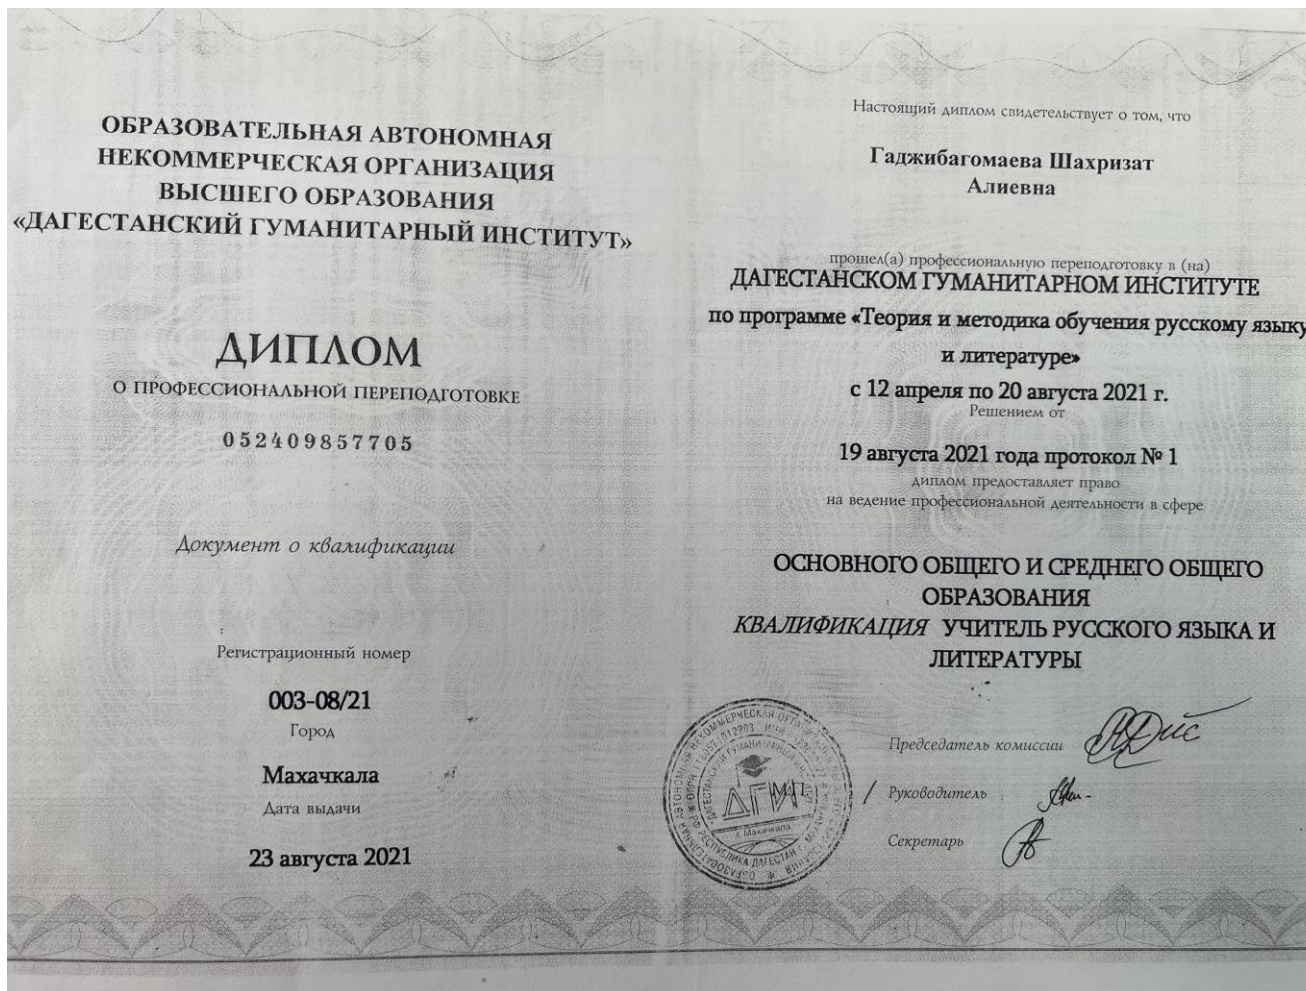 ОБРАЗОВАТЕЛЬНАЯ АВТОНОМНАЯ
НЕКОММЕРЧЕСКАЯ ОРГАНИЗАЦИЯ
ВЫСШЕГО ОБРАЗОВАНИЯ
«ДАГЕСТАНСКИЙ ГУМАНИТАРНЫЙ ИНСТИТУТ»
ДИПЛОМ
О ПРОФЕССИОНАЛЬНОЙ ПЕРЕПОДГОТОВКЕ
052409857705
Документ о квалификации
Регистрационный номер
003-08/21
Город
Махачкала
Дата выдачи
23 августа 2021
Настоящий диплом свидетельствует о том, что
Гаджибагомаева Шахризат
Алиевна
прошел(а) профессиональную переподготовку в (на)
ДАГЕСТАНСКОМ ГУМАНИТАРНОМ ИНСТИТУТЕ
по программе «Теория и методика обучения русскому языку
и литературе»
с 12 апреля по 20 августа 2021 г.
Решением от
19 августа 2021 года протокол № 1
диплом предоставляет право
на ведение профессиональной деятельности в сфере
ОСНОВНОГО ОБЩЕГО И СРЕДНЕГО ОБЩЕГО
ОБРАЗОВАНИЯ
КВАЛИФИКАЦИЯ УЧИТЕЛЬ РУССКОГО ЯЗЫКА И
ЛИТЕРАТУРЫ
Председатель комиссии
Руководитель
Секретарь
М.П.
ДГИ
г. Махачкала
РЕСПУБЛИКА ДАГЕСТАН